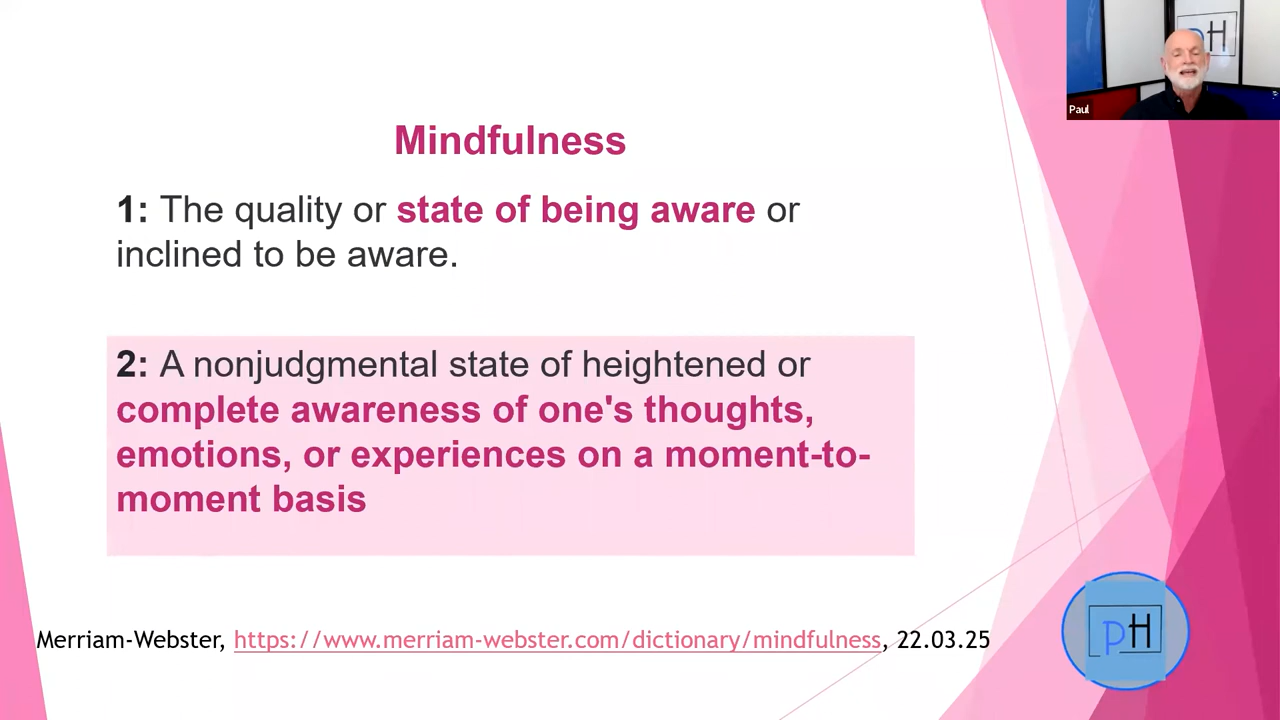 Mindfulness
1: The quality or state of being aware or
inclined to be aware.
2: A nonjudgmental state of heightened or
complete awareness of one's thoughts,
emotions, or experiences on a moment-to-
moment basis
Merriam-Webster, https://www.merriam-webster.com/dictionary/mindfulness, 22.03.25
pH
Paul
pH